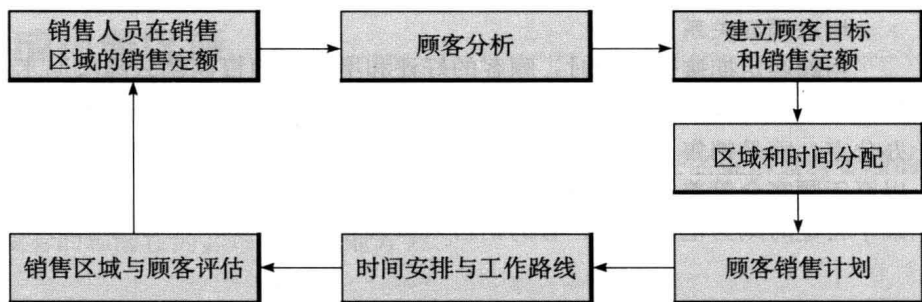 销售人员在销售
区域的销售定额
顾客分析
建立顾客目标
和销售定额
区域和时间分配
顾客销售计划
时间安排与工作路线
销售区域与顾客评估